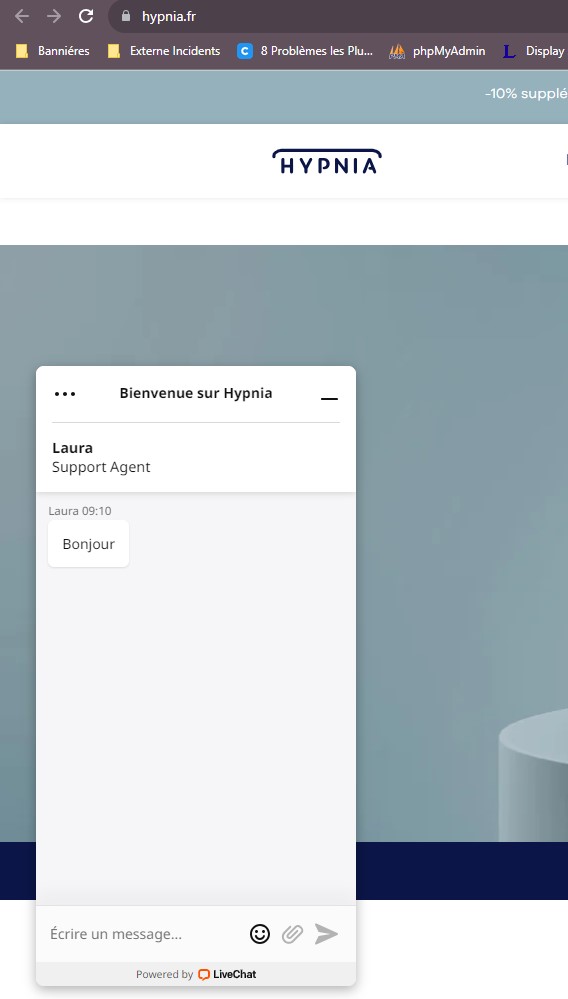 hypnia.fr
Banniéres
Externe Incidents
8 Problèmes les Plu...
phpMyAdmin
Display
-10% supplé
HYPNIA
Bienvenue sur Hypnia
Laura
Support Agent
Laura 09:10
Bonjour
Écrire un message...
Powered by LiveChat